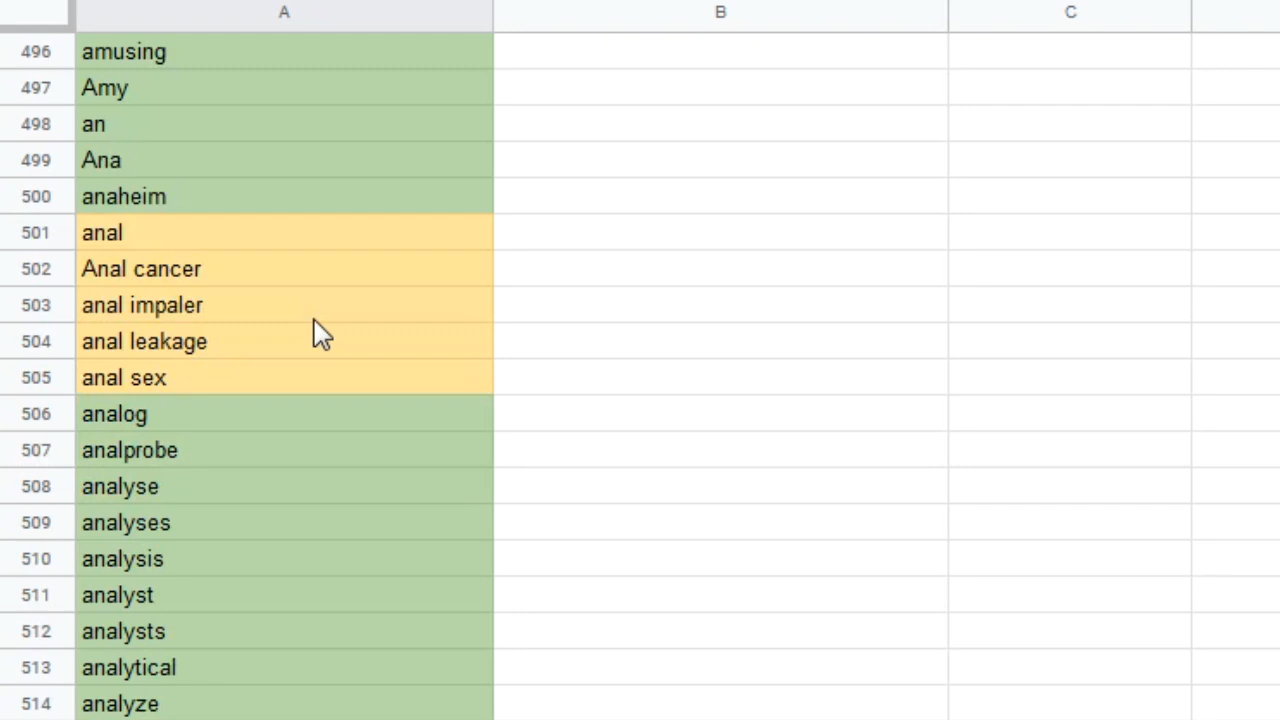 A B C
496 amusing
497 Amy
498 an
499 Ana
500 anaheim
501 anal
502 Anal cancer
503 anal impaler
504 anal leakage
505 anal sex
506 analog
507 analprobe
508 analyse
509 analyses
510 analysis
511 analyst
512 analysts
513 analytical
514 analyze